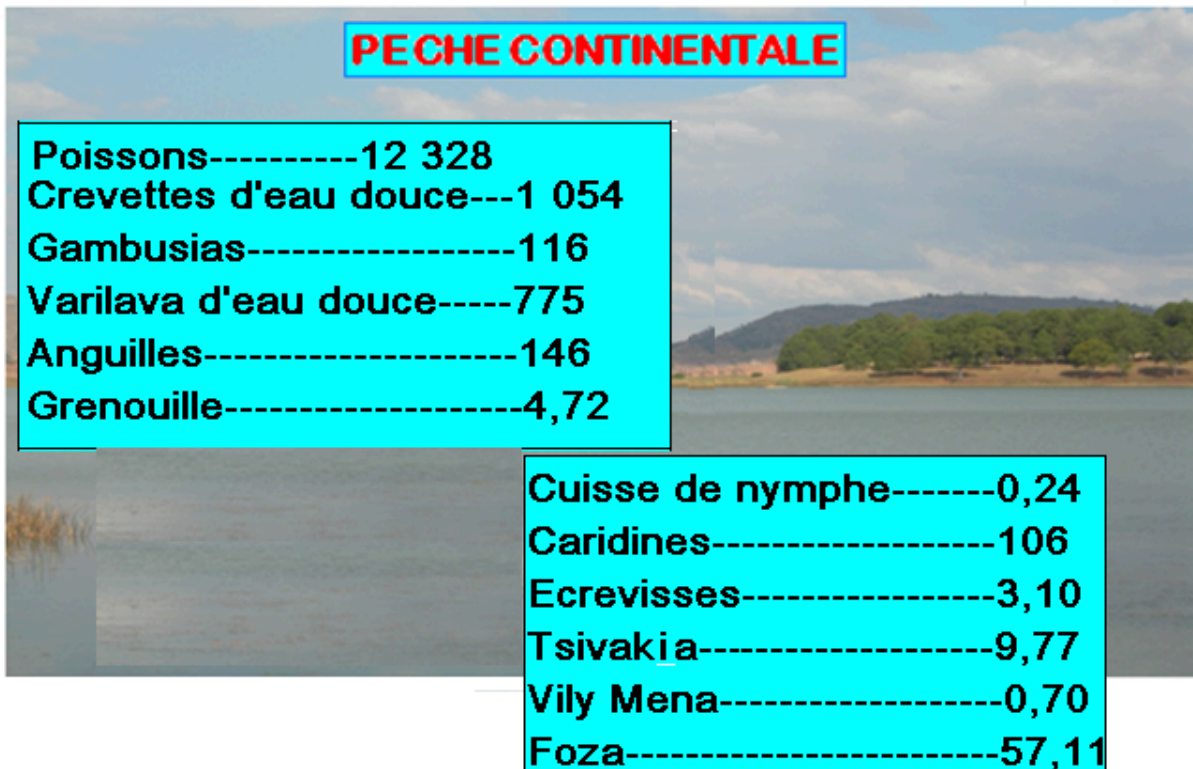 PECHE CONTINENTALE
Poissons----------12 328
Crevettes d'eau douce---1 054
Gambusias------------------116
Varilava d'eau douce-----775
Anguilles---------------------146
Grenouille--------------------4,72
Cuisse de nymphe-------0,24
Caridines-------------------106
Ecrevisses-----------------3,10
Tsivakia--------------------9,77
Vily Mena-------------------0,70
Foza-------------------------57,11